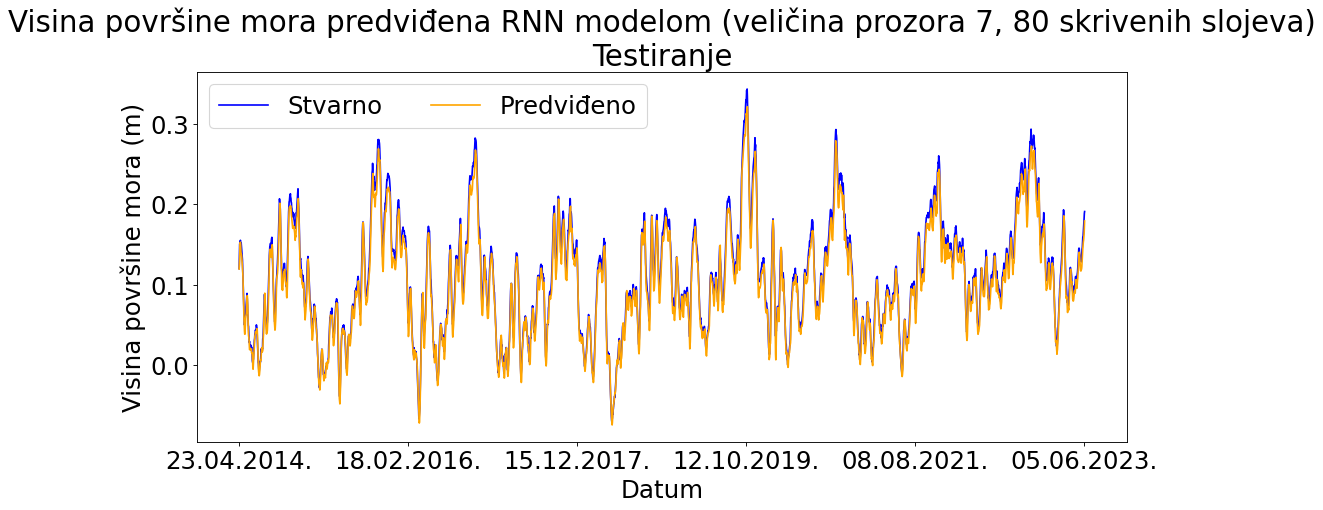 Visina površine mora predviđena RNN modelom (veličina prozora 7, 80 skrivenih slojeva)
Testiranje
Stvarno
Predviđeno
Visina površine mora (m)
0.3
0.2
0.1
0.0
23.04.2014.
18.02.2016.
15.12.2017.
12.10.2019.
08.08.2021.
05.06.2023.
Datum